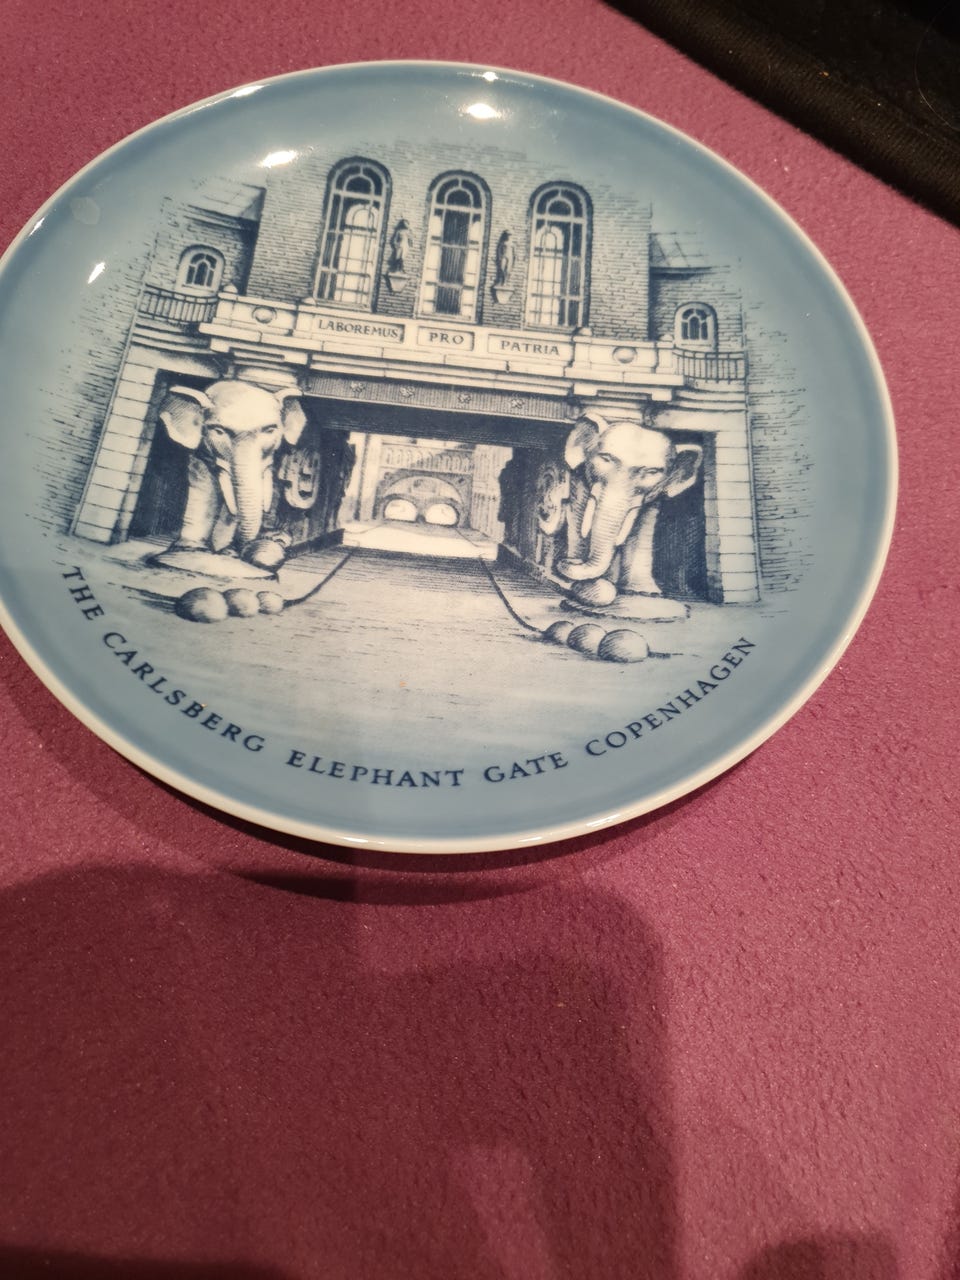 LABOREMUS PRO PATRIA
THE CARLSBERG ELEPHANT GATE COPENHAGEN